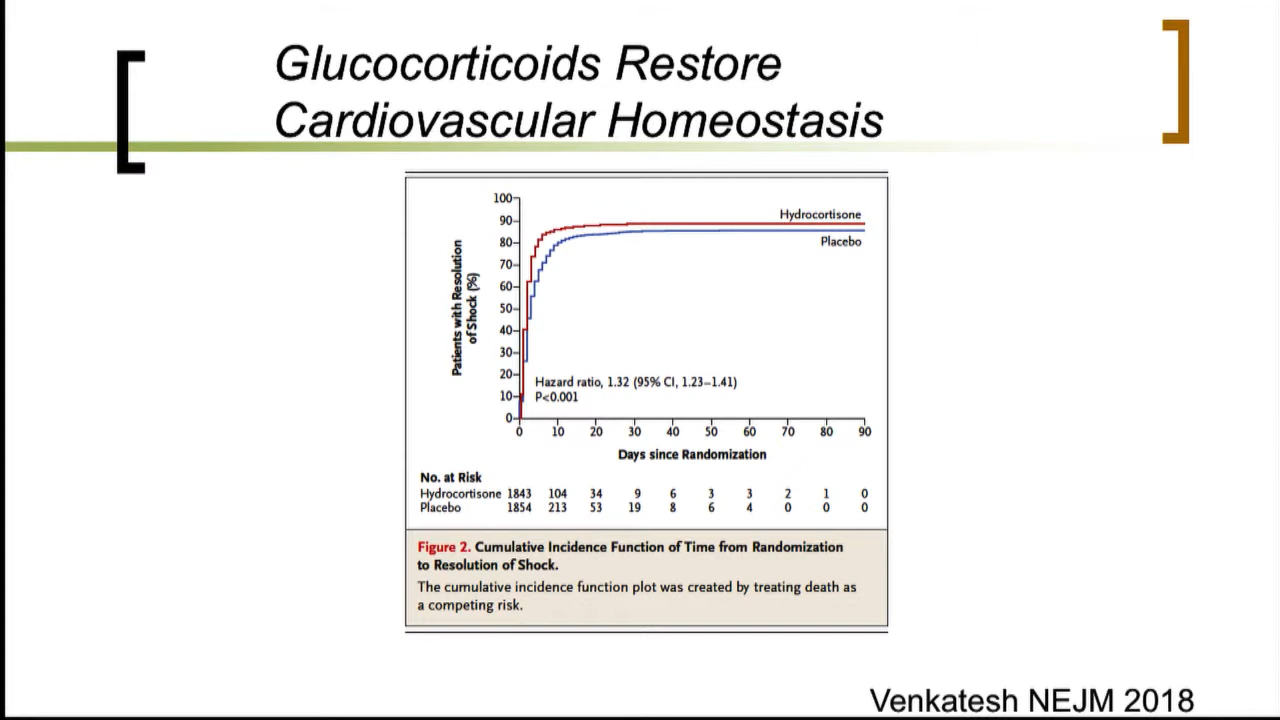 Glucocorticoids Restore
Cardiovascular Homeostasis
100
90
80
70
60
50
40
30
20
10
0
Patients with Resolution
of Shock (%)
Hydrocortisone
Placebo
Hazard ratio, 1.32 (95% CI, 1.23–1.41)
P<0.001
0 10 20 30 40 50 60 70 80 90
Days since Randomization
No. at Risk
Hydrocortisone 1843 104 34 9 6 3 3 2 1 0
Placebo 1854 213 53 19 8 6 4 0 0 0
Figure 2. Cumulative Incidence Function of Time from Randomization
to Resolution of Shock.
The cumulative incidence function plot was created by treating death as
a competing risk.
Venkatesh NEJM 2018